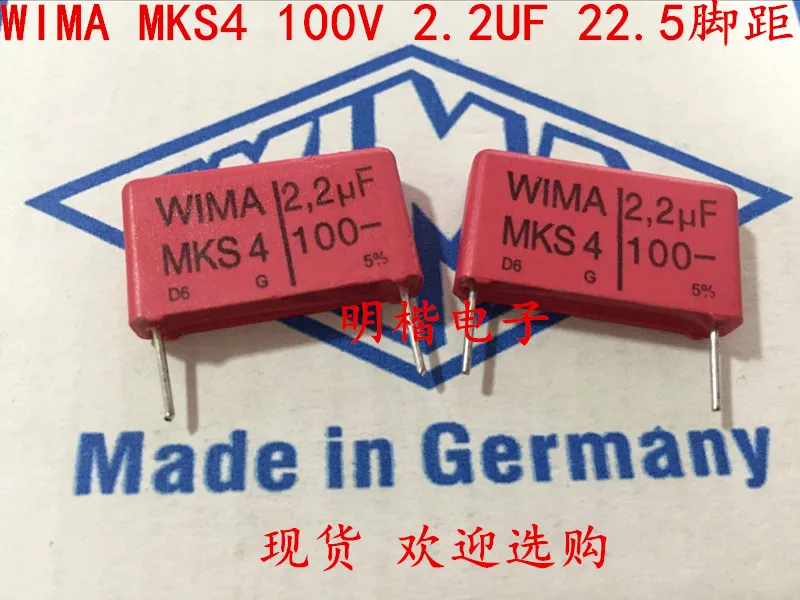 WIMA MKS4 100V 2.2UF 22.5脚距
WIMA
WIMA 2,2µF
MKS 4 100–
D6 G 5%
WIMA 2,2µF
MKS 4 100–
D6 G 5%
明楷电子
Made in Germany
现货 欢迎选购